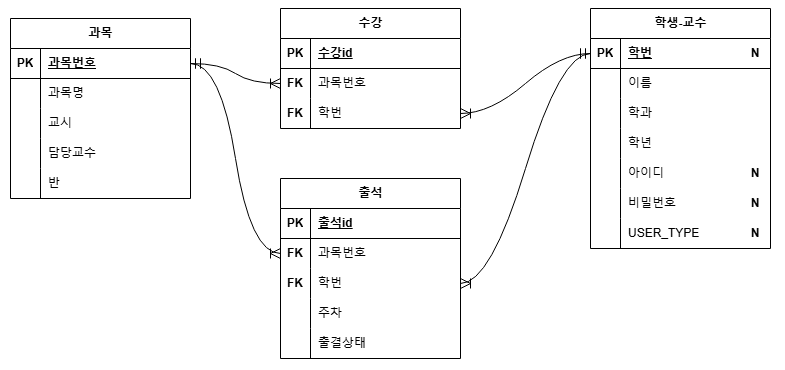 과목
PK 과목번호
과목명
교시
담당교수
반
수강
PK 수강id
FK 과목번호
FK 학번
출석
PK 출석id
FK 과목번호
FK 학번
주차
출결상태
학생-교수
PK 학번 N
이름
학과
학년
아이디 N
비밀번호 N
USER_TYPE N